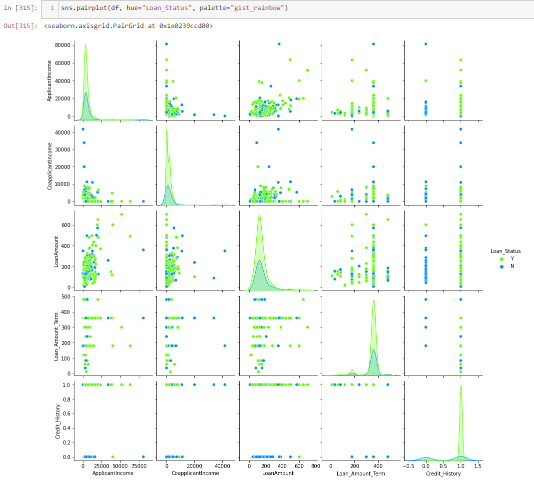 In [315]: 1 sns.pairplot(df, hue="Loan_Status", palette="gist_rainbow")
Out[315]: <seaborn.axisgrid.PairGrid at 0x1e0239ccd00>
80000
60000
40000
20000
0
ApplicantIncome
40000
30000
20000
10000
0
CoapplicantIncome
600
400
200
0
LoanAmount
Loan_Status
Y
N
500
400
300
200
100
0
Loan_Amount_Term
1.0
0.8
0.6
0.4
0.2
0.0
Credit_History
0 25000 50000 75000
ApplicantIncome
0 20000 40000
CoapplicantIncome
0 200 400 600 800
LoanAmount
0 200 400
Loan_Amount_Term
−0.5 0.0 0.5 1.0 1.5
Credit_History